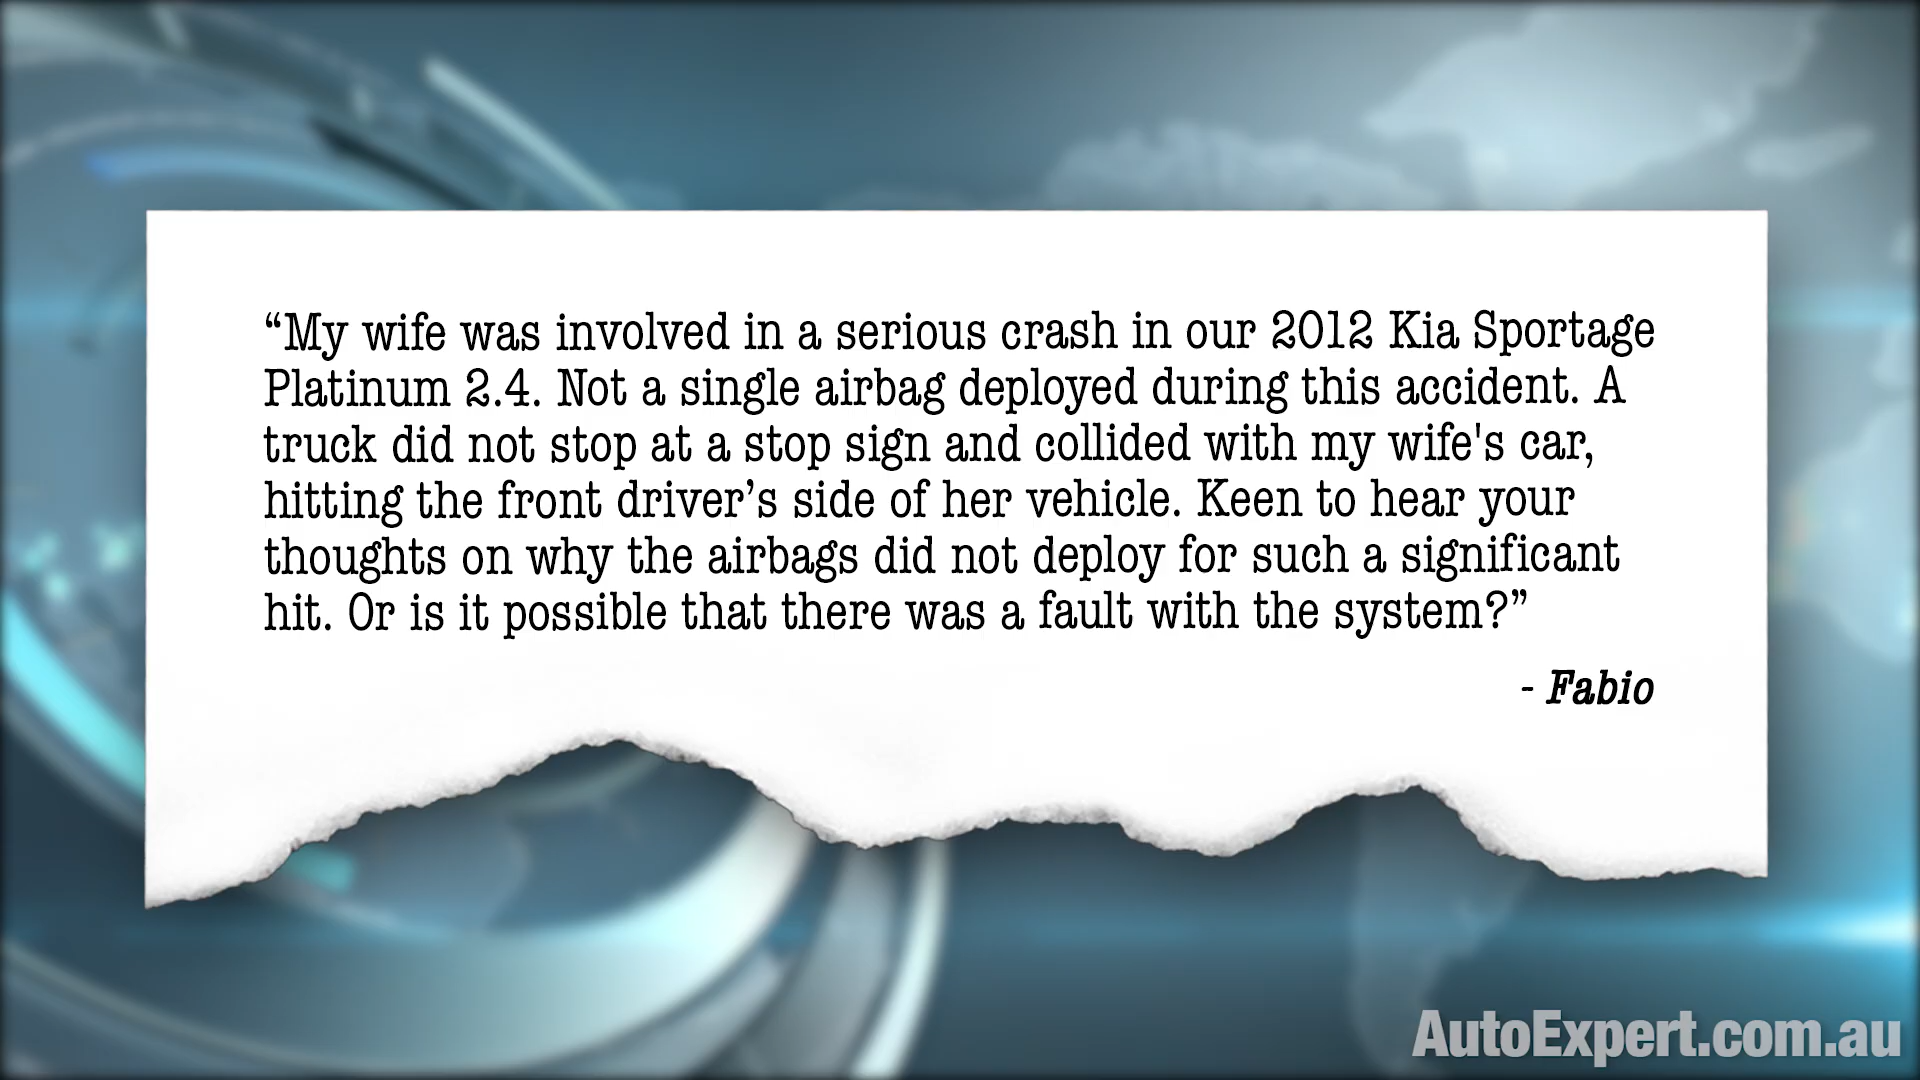 “My wife was involved in a serious crash in our 2012 Kia Sportage
Platinum 2.4. Not a single airbag deployed during this accident. A
truck did not stop at a stop sign and collided with my wife's car,
hitting the front driver’s side of her vehicle. Keen to hear your
thoughts on why the airbags did not deploy for such a significant
hit. Or is it possible that there was a fault with the system?”
- Fabio
AutoExpert.com.au